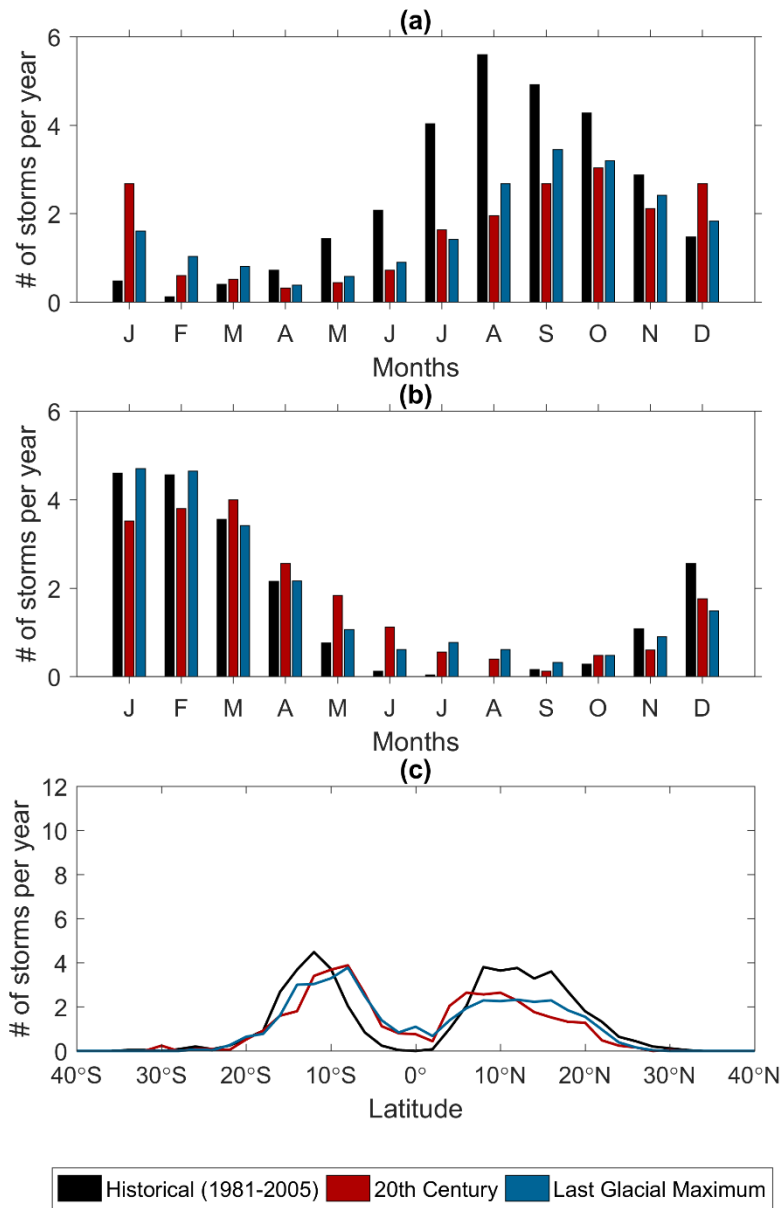 (a)
6
4
2
0
# of storms per year
J F M A M J J A S O N D
Months
(b)
6
4
2
0
# of storms per year
J F M A M J J A S O N D
Months
(c)
12
10
8
6
4
2
0
# of storms per year
40°S 30°S 20°S 10°S 0° 10°N 20°N 30°N 40°N
Latitude
Historical (1981-2005) 20th Century Last Glacial Maximum